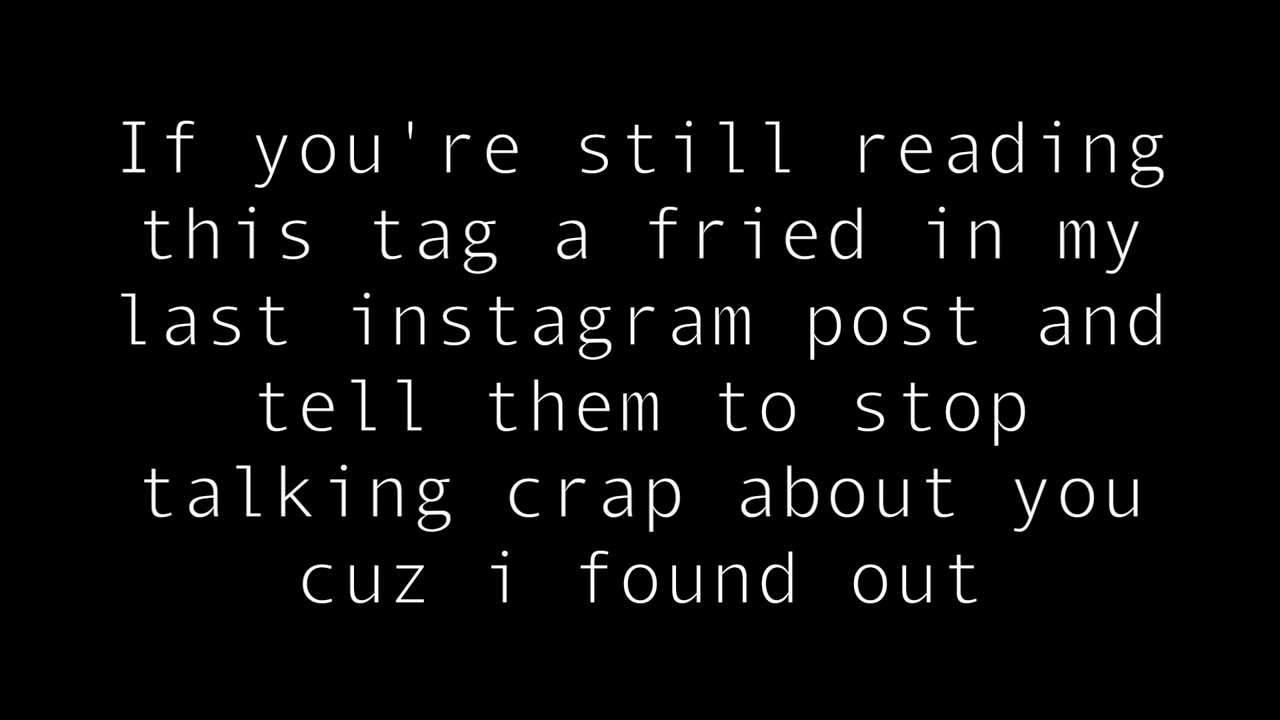 If you're still reading
this tag a fried in my
last instagram post and
tell them to stop
talking crap about you
cuz i found out